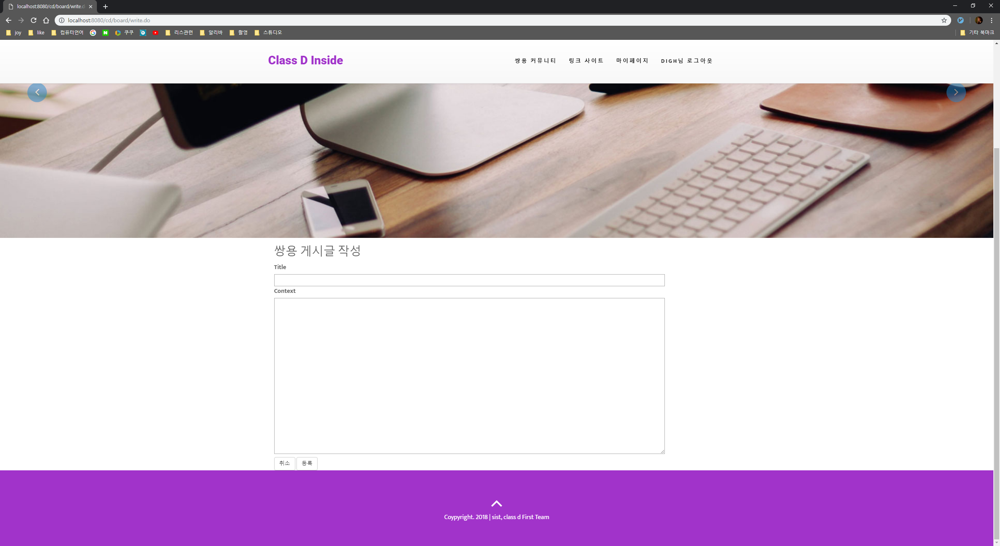 localhost:8080/cd/board/write.d
localhost:8080/cd/board/write.do
joy like 컴퓨터언어 쿠쿠 리스관련 알리바 촬영 스튜디오 기타 북마크
Class D Inside
쌍용 커뮤니티 링크 사이트 마이페이지 DIGH님 로그아웃
쌍용 게시글 작성
Title
Context
취소 등록
Coypyright. 2018 | sist, class d First Team